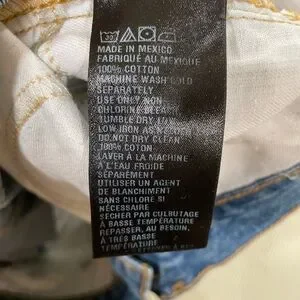 30
MADE IN MEXICO
FABRIQUÉ AU MEXIQUE
100% COTTON
MACHINE WASH COLD
SEPARATELY
USE ONLY NON
CHLORINE BLEACH
TUMBLE DRY LOW
LOW IRON AS NEEDED
DO NOT DRY CLEAN
100% COTON
LAVER À LA MACHINE
À L'EAU FROIDE
SÉPARÉMENT
UTILISER UN AGENT
DE BLANCHIMENT
SANS CHLORE SI
NÉCESSAIRE
SÉCHER PAR CULBUTAGE
À BASSE TEMPÉRATURE
REPASSER, AU BESOIN,
À TRÈS BASSE
TEMPÉRATURE